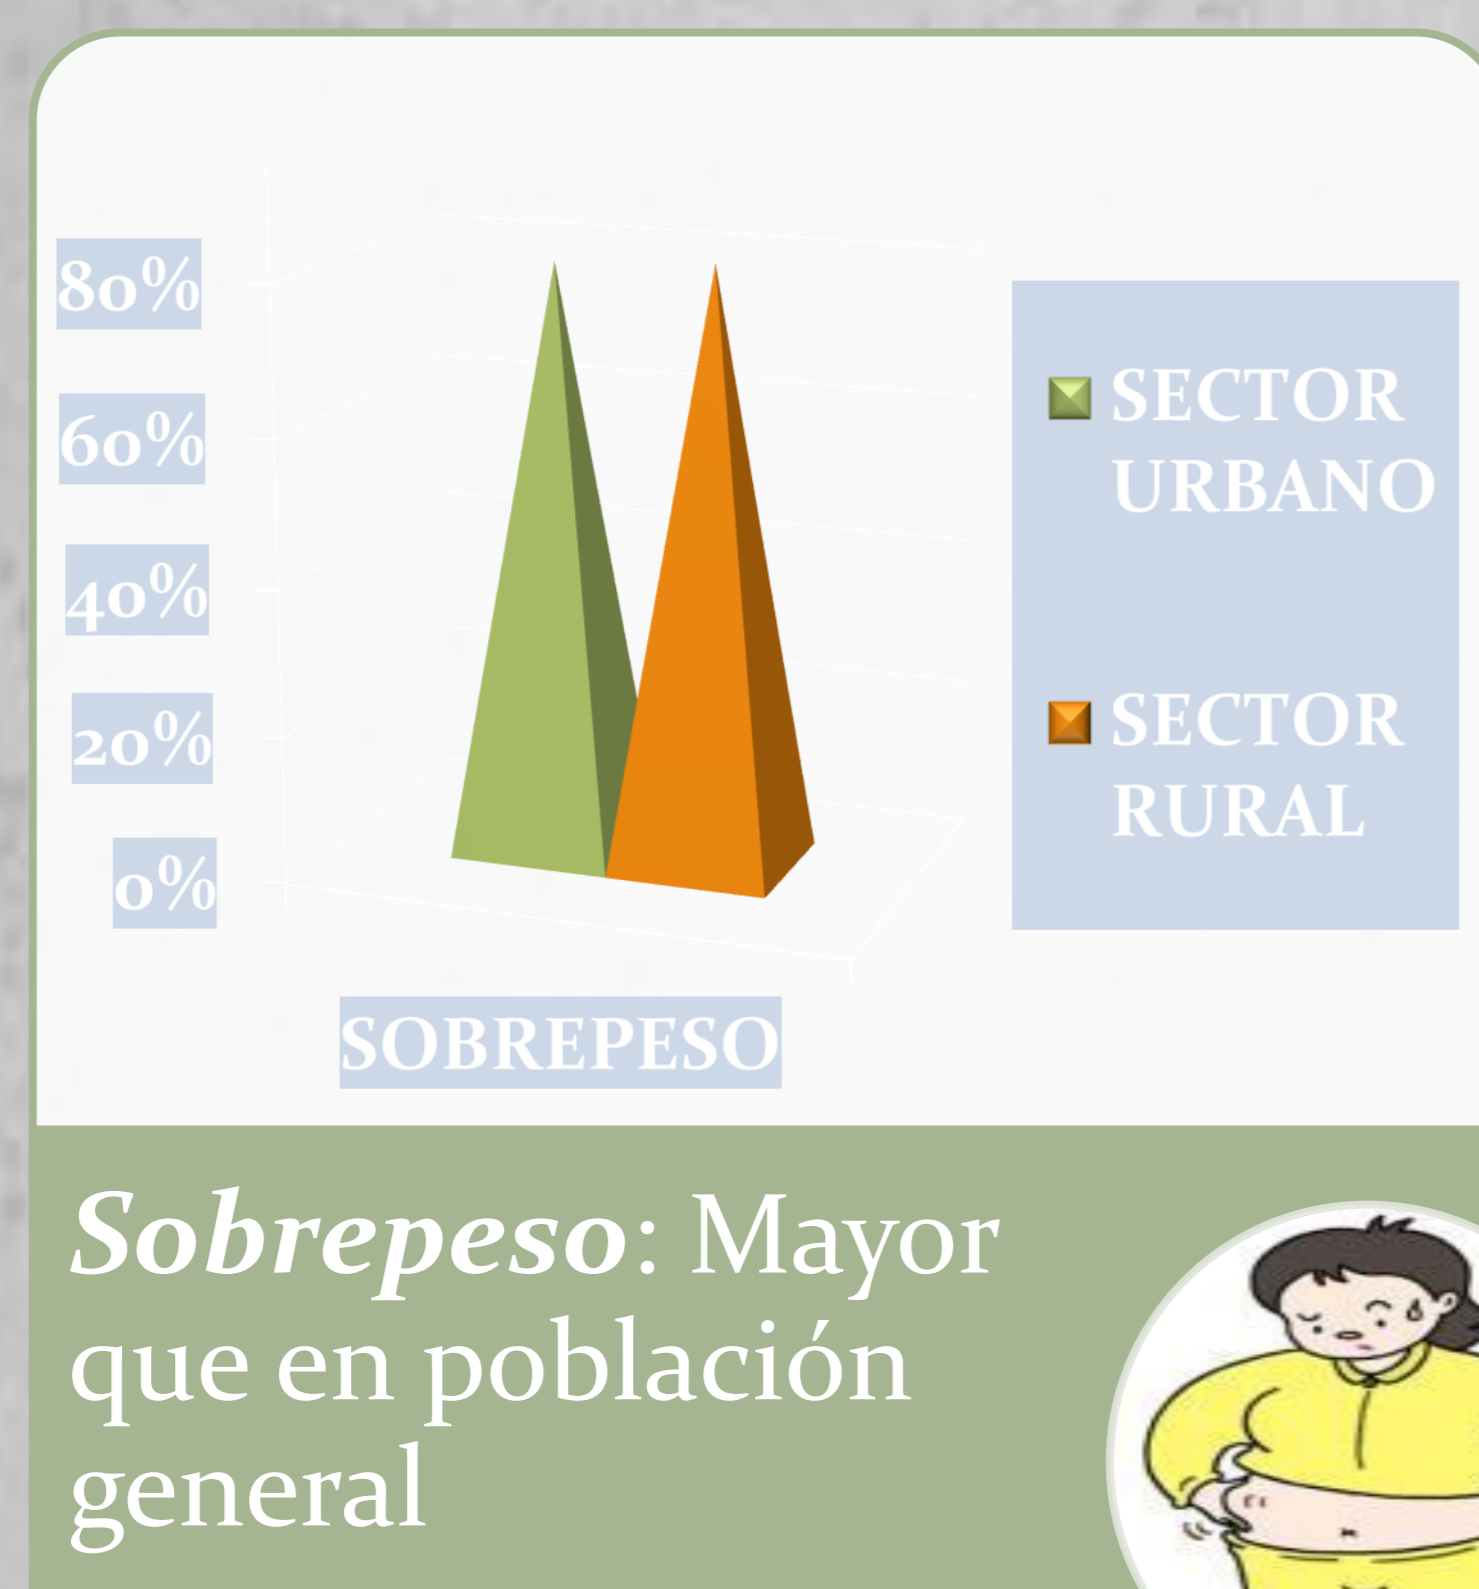 80%
60%
40%
20%
0%
SECTOR
URBANO
SECTOR
RURAL
SOBREPESO
Sobrepeso: Mayor
que en población
general